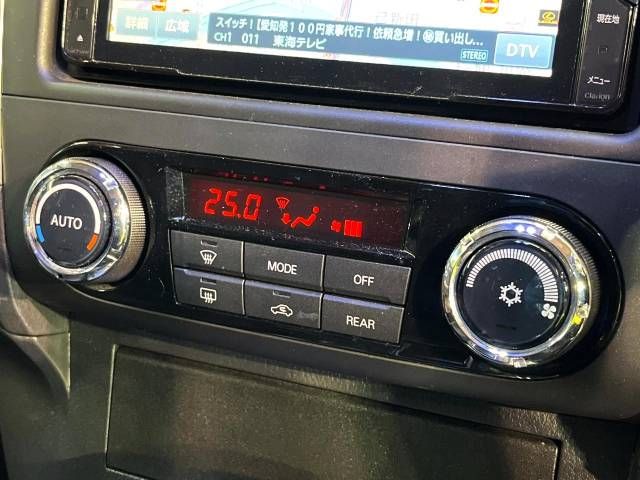 現在地
詳細 広域
スイッチ!【愛知発100円家事代行!依頼急増!㊙買い出し...
CH1 011 東海テレビ
STEREO
DTV
メニュー
Clarion
AUTO
25.0
MODE
OFF
REAR